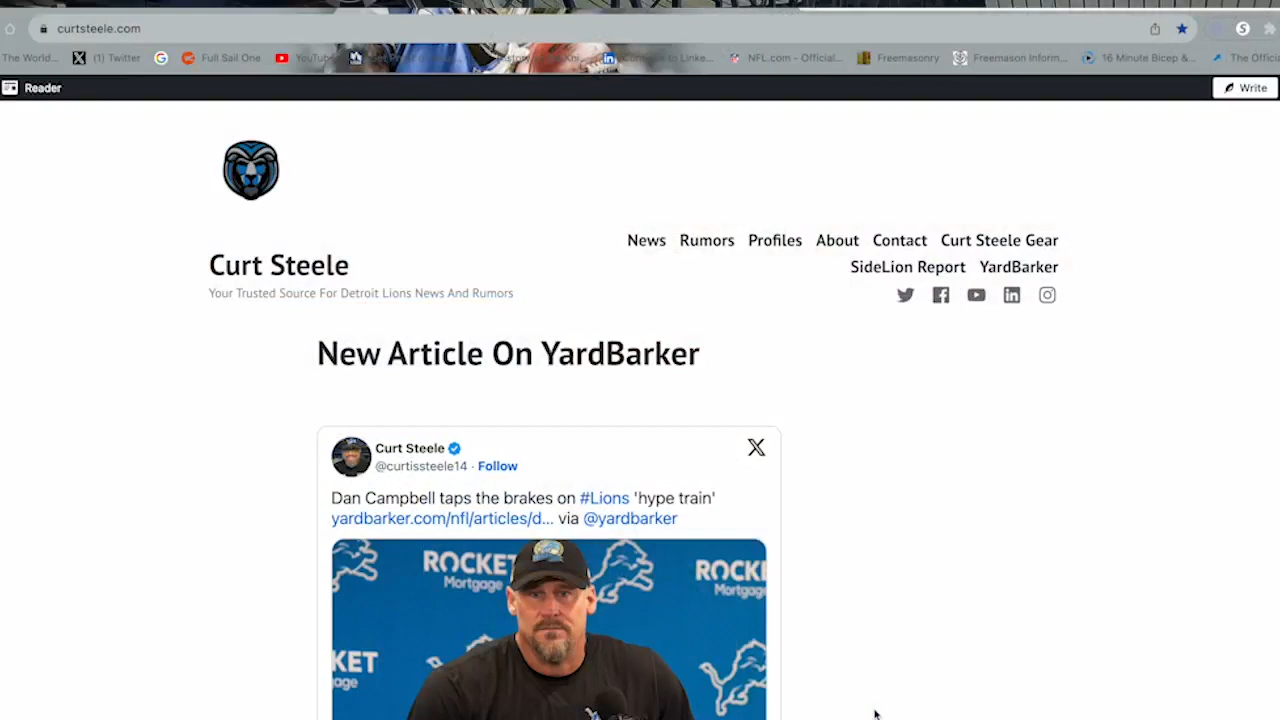 curtsteele.com
The World... (1) Twitter Full Sail One YouTube NFL.com - Official... Freemasonry Freemason Inform... 16 Minute Bicep &... The Offici
Reader
Write
News Rumors Profiles About Contact Curt Steele Gear
SideLion Report YardBarker
Curt Steele
Your Trusted Source For Detroit Lions News And Rumors
New Article On YardBarker
Curt Steele
@curtissteele14 · Follow
Dan Campbell taps the brakes on #Lions 'hype train'
yardbarker.com/nfl/articles/d... via @yardbarker
ROCKET
Mortgage
ROCK
Mortgage
KET
age